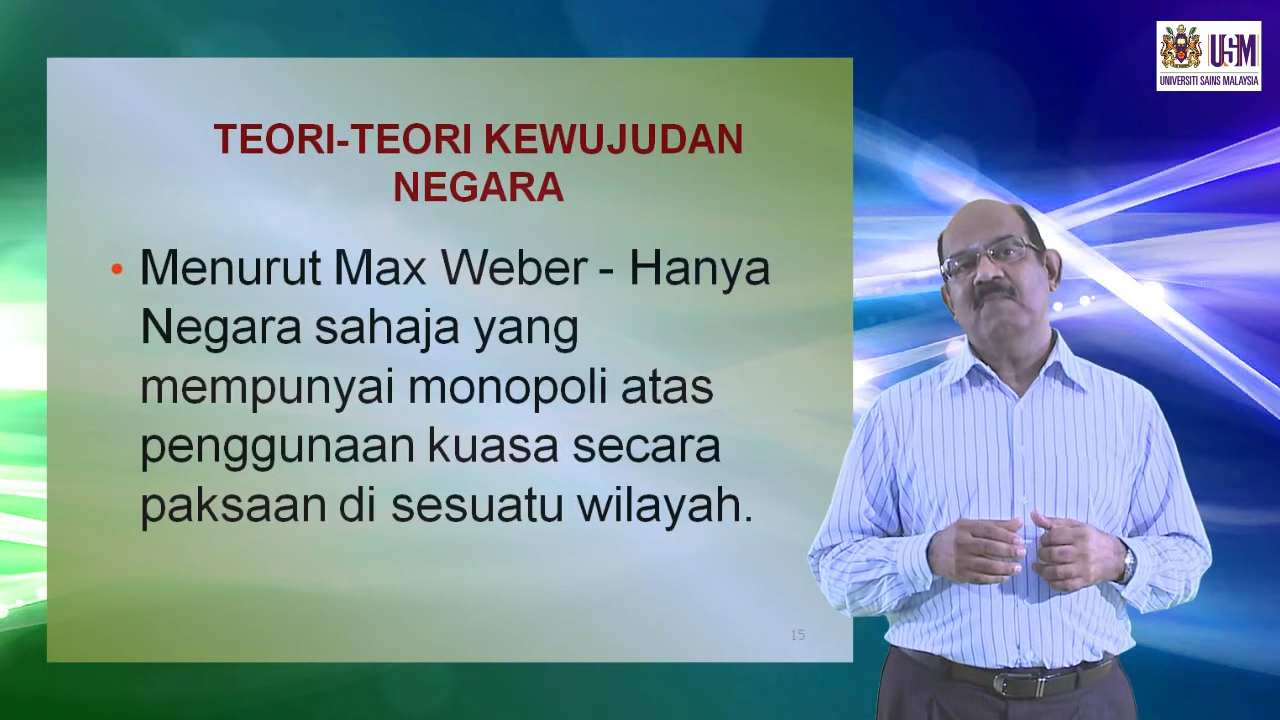 USM
UNIVERSITI SAINS MALAYSIA
TEORI-TEORI KEWUJUDAN
NEGARA
• Menurut Max Weber - Hanya
Negara sahaja yang
mempunyai monopoli atas
penggunaan kuasa secara
paksaan di sesuatu wilayah.
15